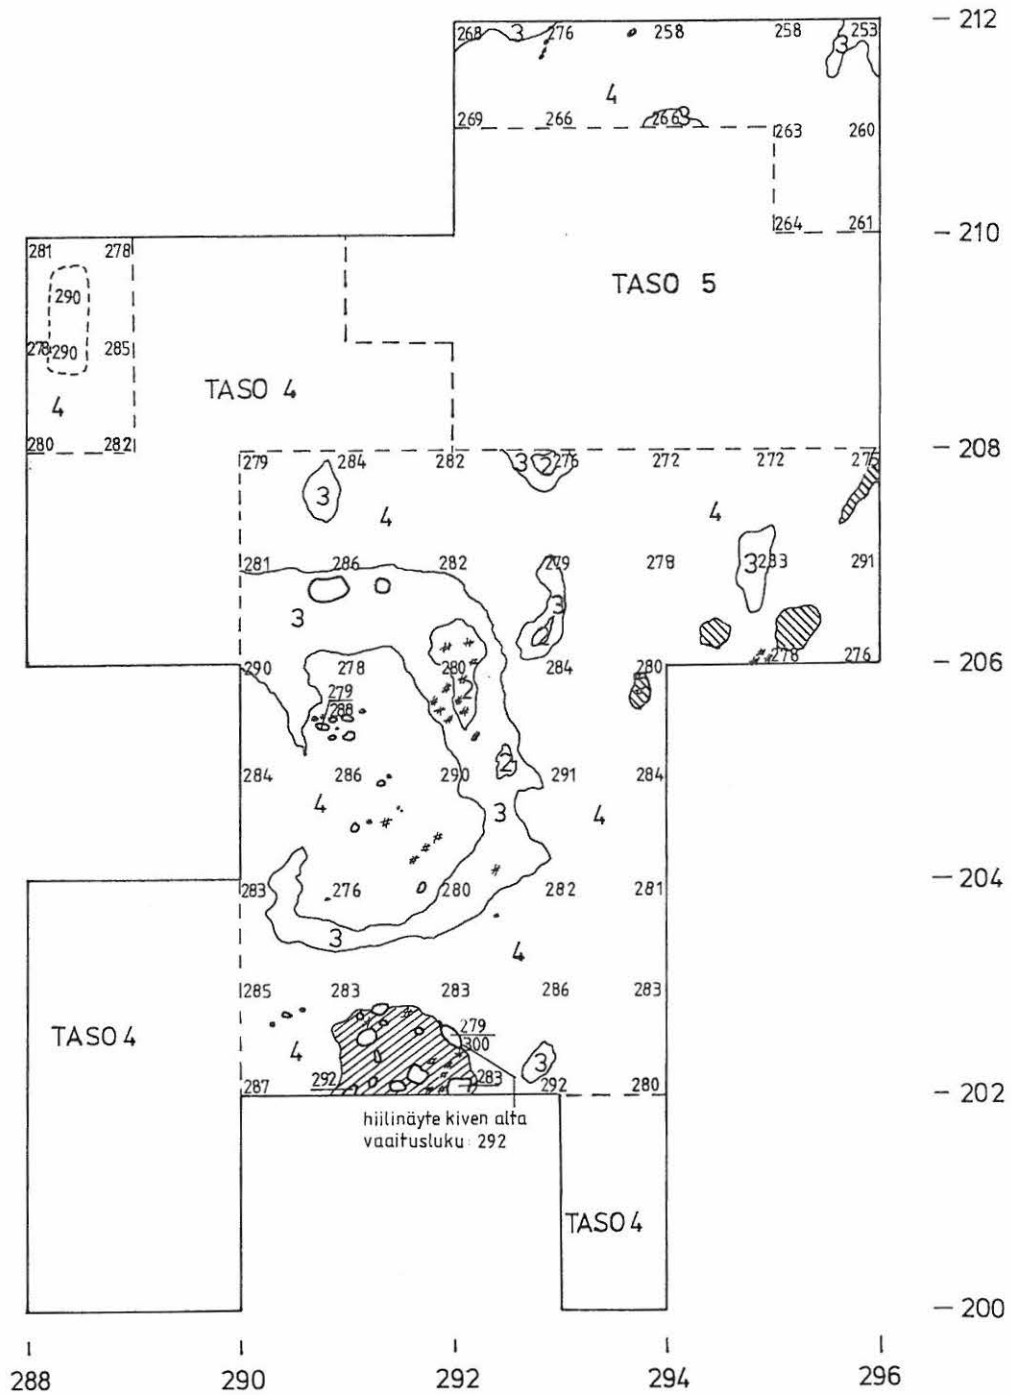 268 3 276 258 258 253 — 212
3
4
269 266 266 3 263 260
264 261 — 210
281 278
290
TASO 5
278 290 285
TASO 4
4
280 282 — 208
279 284 282 3 2 276 272 272 275
3 4 4
281 286 282 279 278 3 283 291
3 3
2
290 278 280 284 280 278 276 — 206
279
288
2
2
284 286 290 291 284
4 3 4
283 276 280 282 281 — 204
3 4
285 283 283 286 283
TASO 4
279
300
4 3
287 292 283 292 280 — 202
hiilinäyte kiven alta
vaaitusluku: 292
TASO 4
— 200
288 290 292 294 296